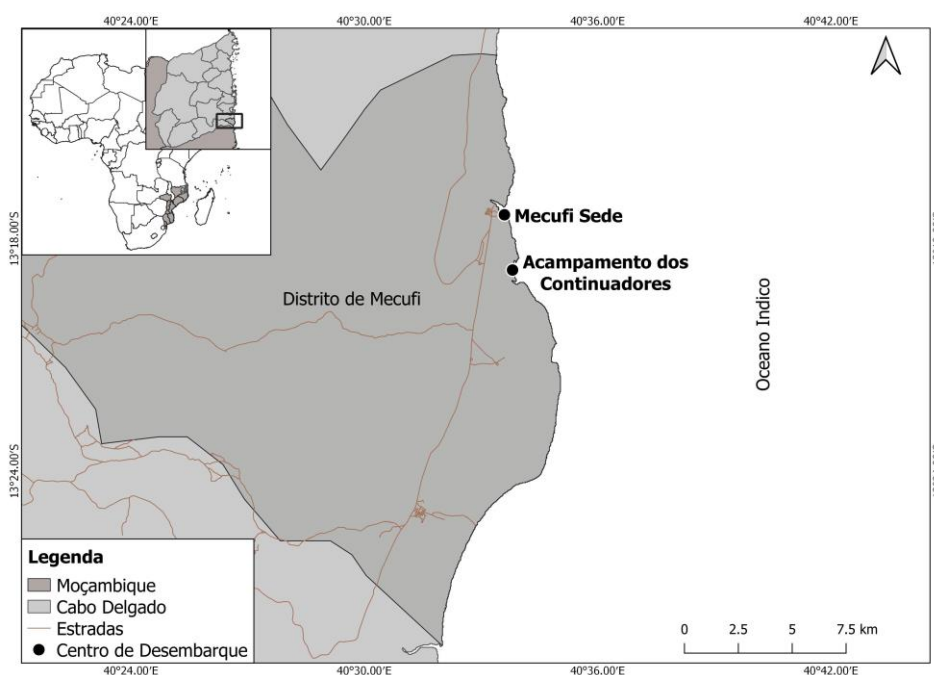 40°24.00'E 40°30.00'E 40°36.00'E 40°42.00'E
13°18.00'S
Mecufi Sede
Acampamento dos
Continuadores
Distrito de Mecufi
Oceano Indico
13°24.00'S
Legenda
Moçambique
Cabo Delgado
Estradas
Centro de Desembarque
0 2.5 5 7.5 km
40°24.00'E 40°30.00'E 40°36.00'E 40°42.00'E